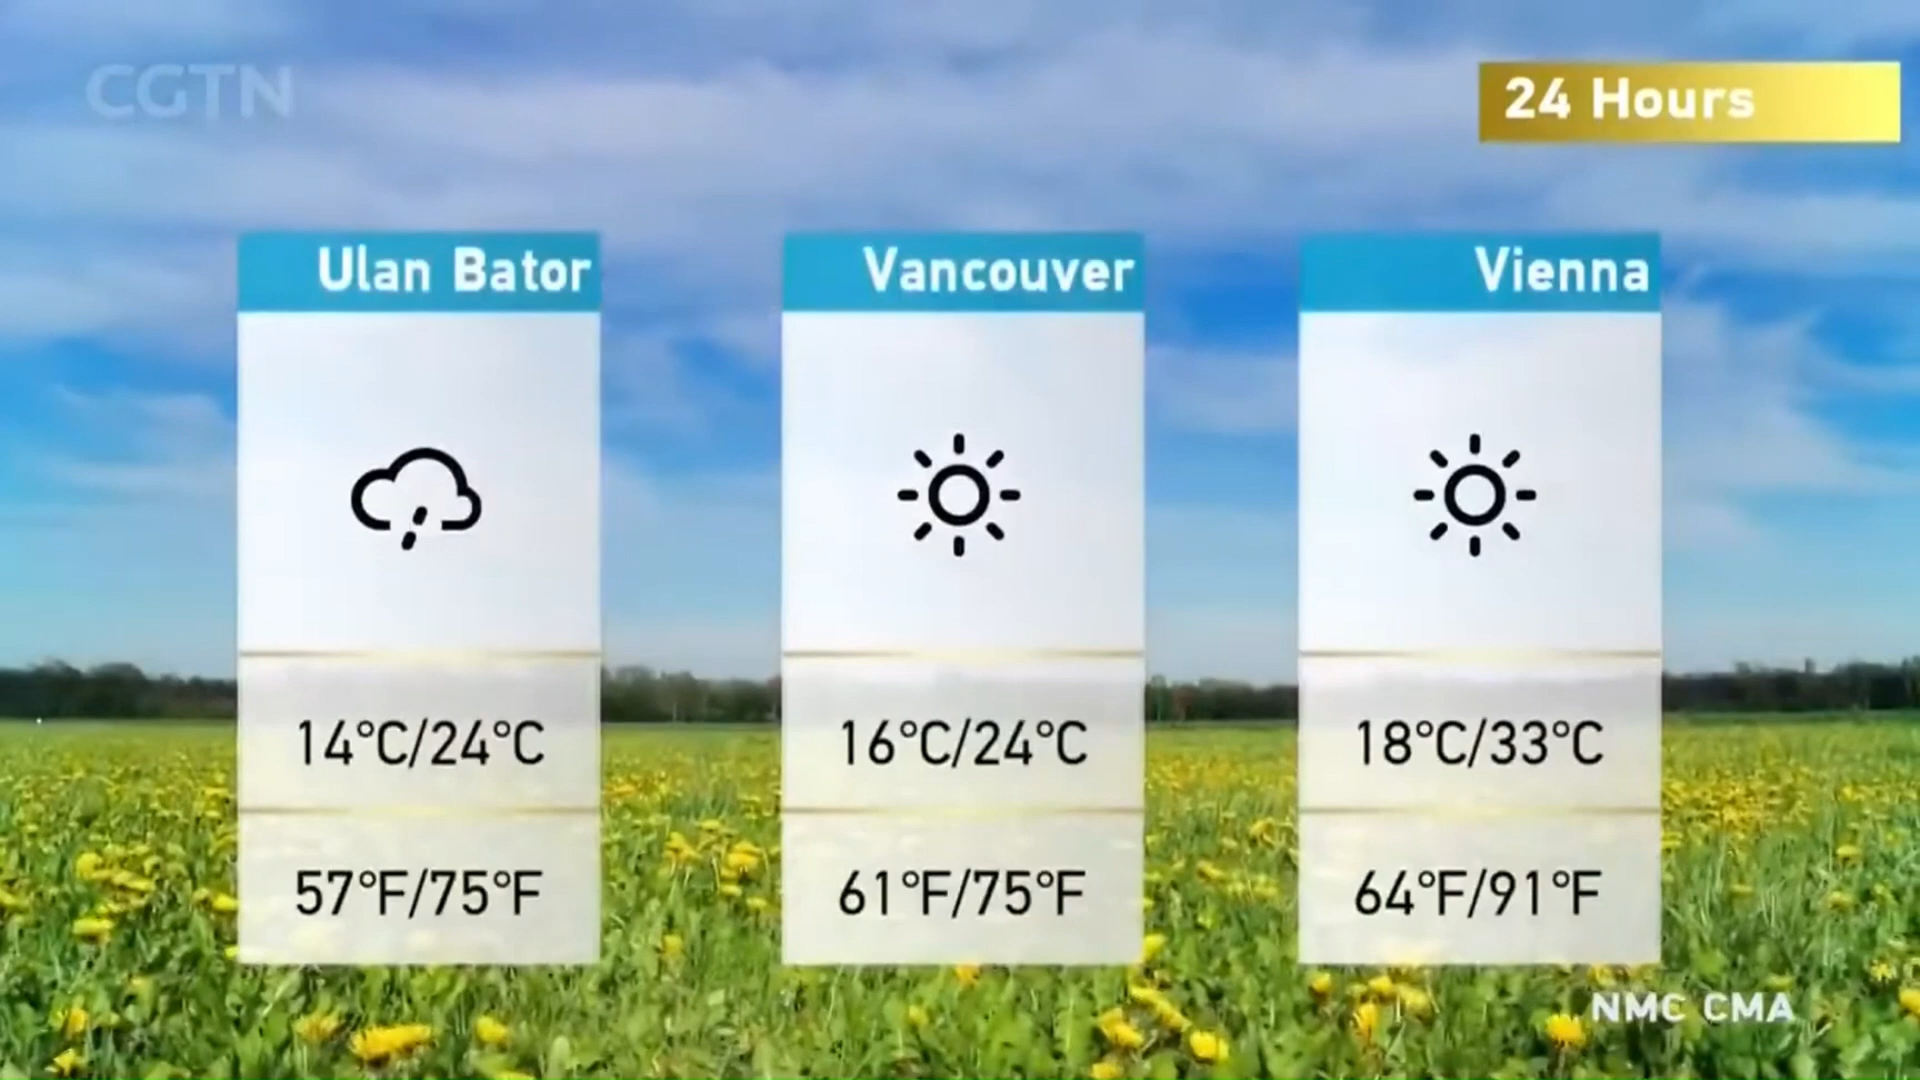 CGTN
24 Hours
Ulan Bator
14°C/24°C
57°F/75°F
Vancouver
16°C/24°C
61°F/75°F
Vienna
18°C/33°C
64°F/91°F
NMC CMA